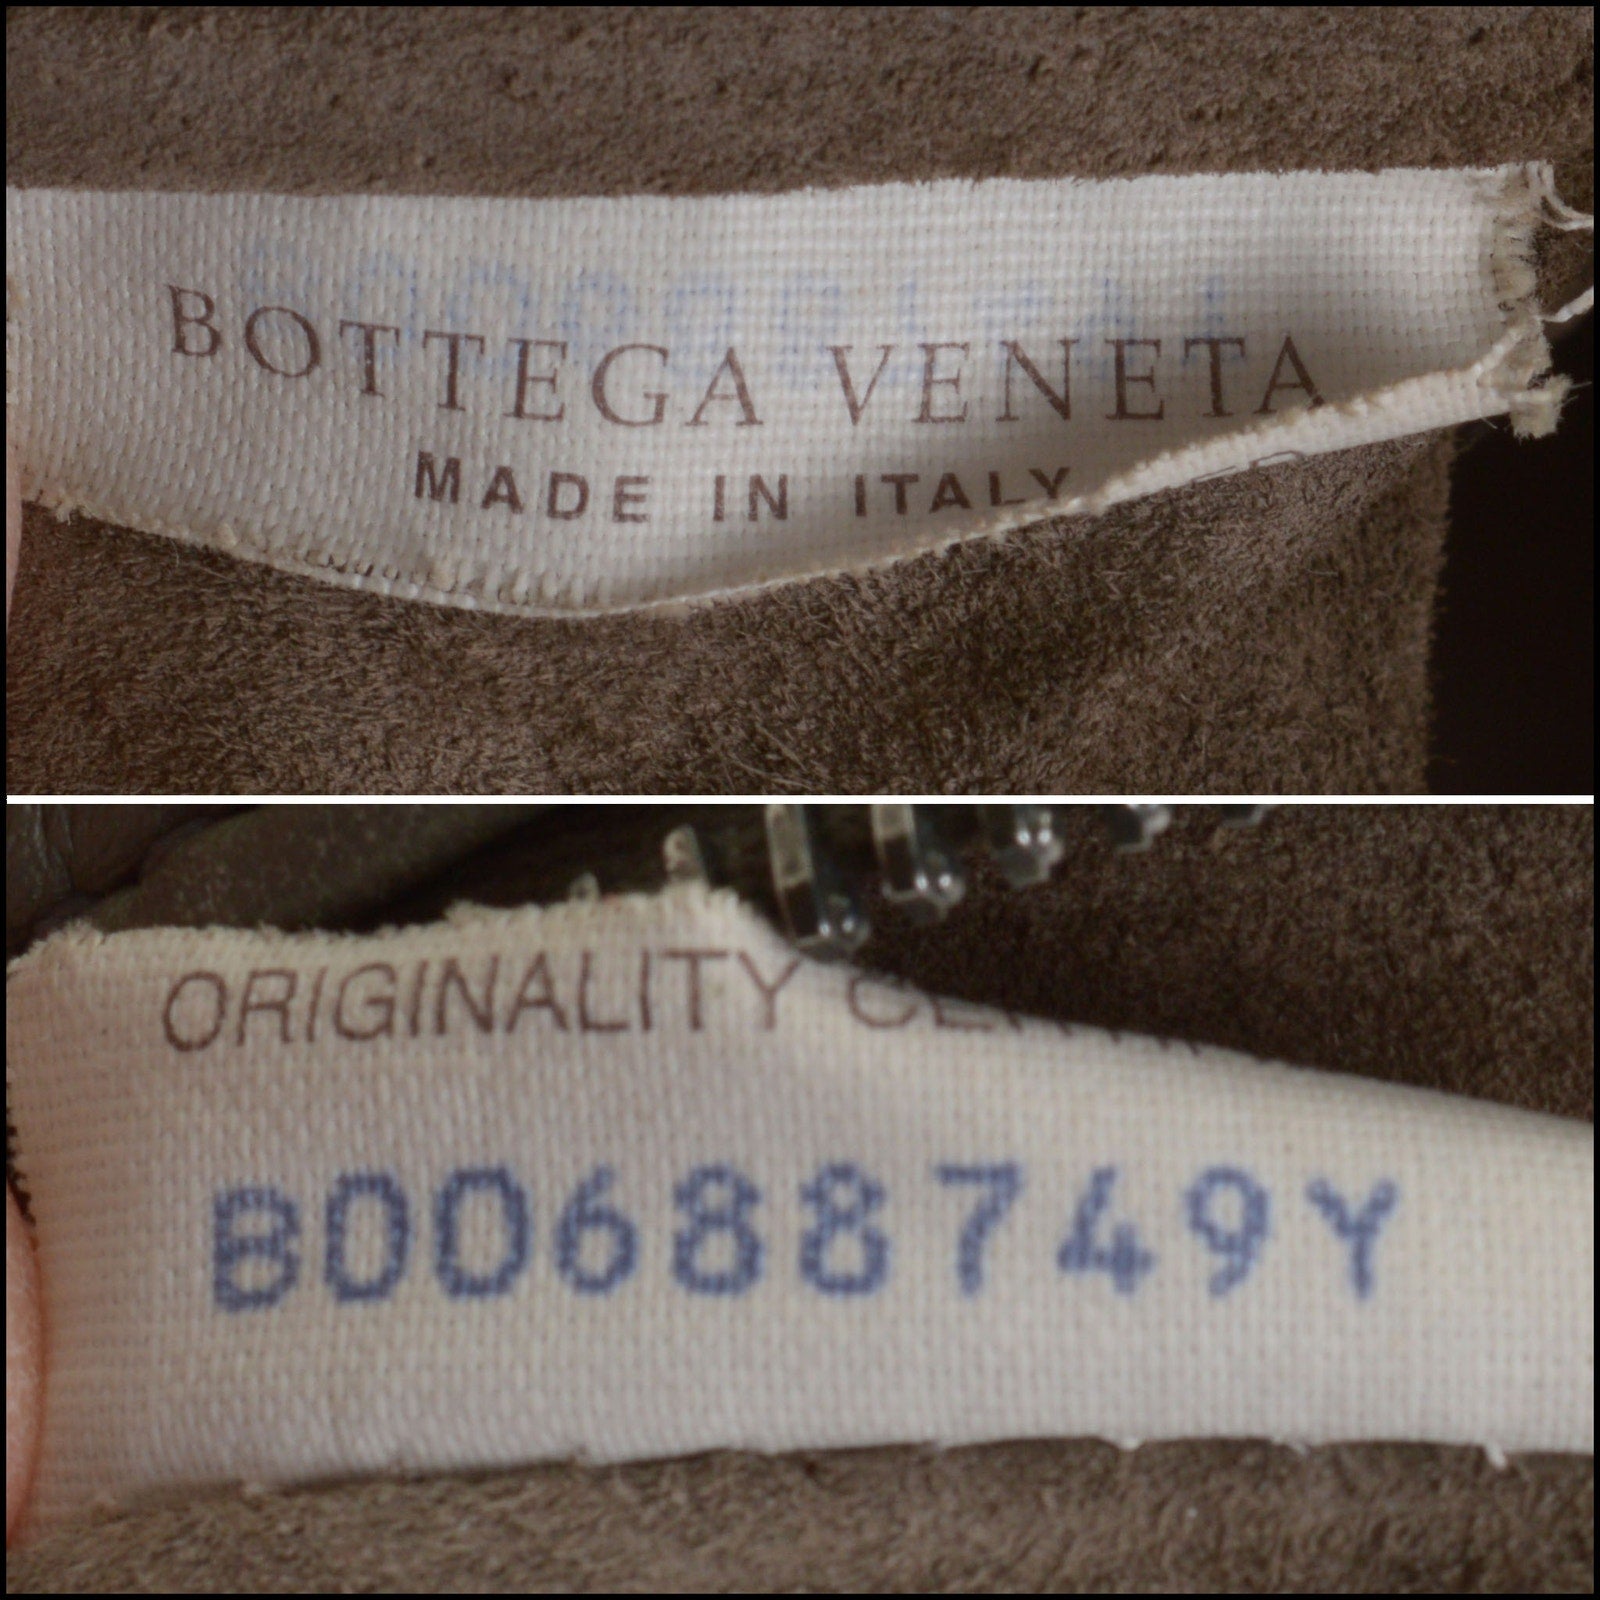 BOTTEGA VENETA
MADE IN ITALY
ORIGINALITY
B00688749Y